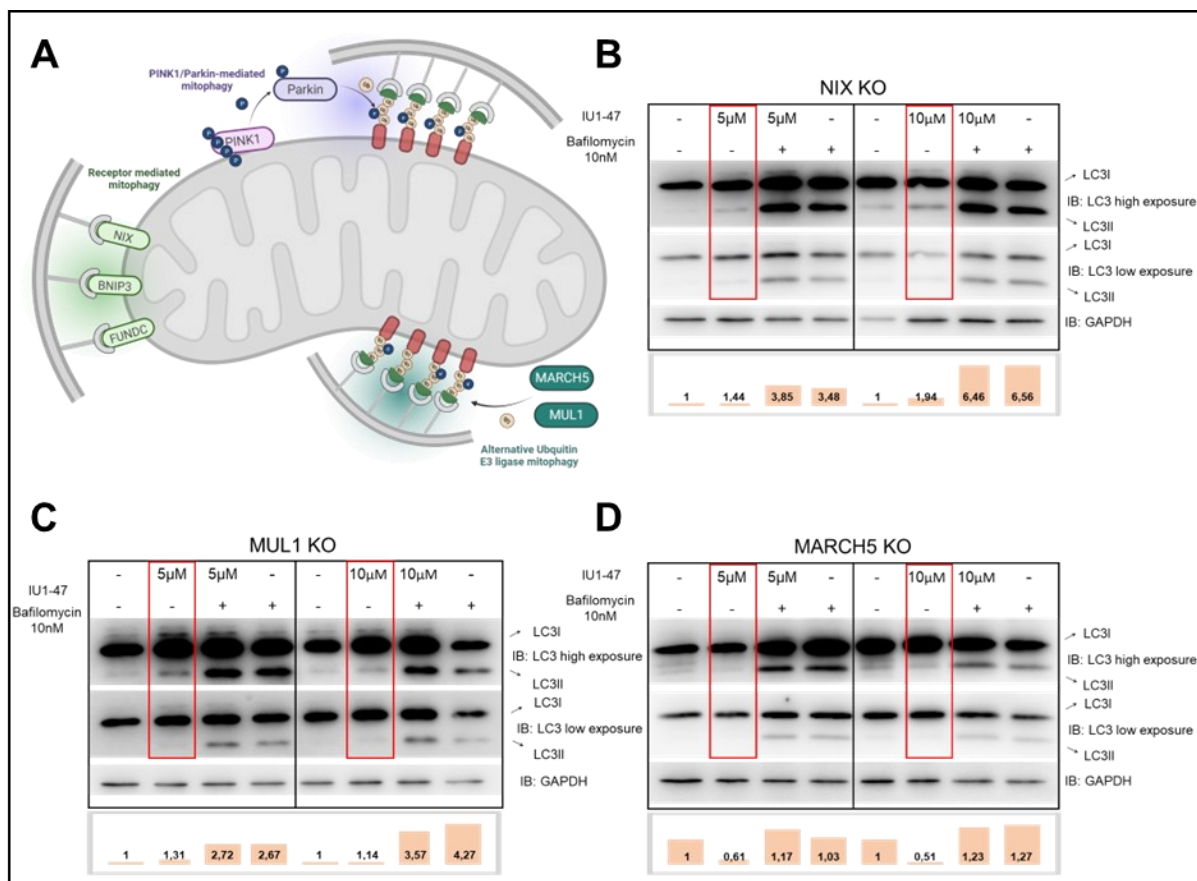 A
PINK1/Parkin-mediated
mitophagy
P
Parkin
P
PINK1
P
P
P
P
Receptor mediated
mitophagy
NIX
BNIP3
FUNDC
MARCH5
MUL1
Alternative Ubquitin
E3 ligase mitophagy
B
NIX KO
IU1-47
- 5µM 5µM - - 10µM 10µM -
Bafilomycin
10nM
- - + + - - + +
LC3I
IB: LC3 high exposure
LC3II
LC3I
IB: LC3 low exposure
LC3II
IB: GAPDH
1 1,44 3,85 3,48 1 1,94 6,46 6,56
C
MUL1 KO
IU1-47
- 5µM 5µM - - 10µM 10µM -
Bafilomycin
10nM
- - + + - - + +
LC3I
IB: LC3 high exposure
LC3II
LC3I
IB: LC3 low exposure
LC3II
IB: GAPDH
1 1,31 2,72 2,67 1 1,14 3,57 4,27
D
MARCH5 KO
IU1-47
- 5µM 5µM - - 10µM 10µM -
Bafilomycin
10nM
- - + + - - + +
LC3I
IB: LC3 high exposure
LC3II
LC3I
IB: LC3 low exposure
LC3II
IB: GAPDH
1 0,61 1,17 1,03 1 0,51 1,23 1,27